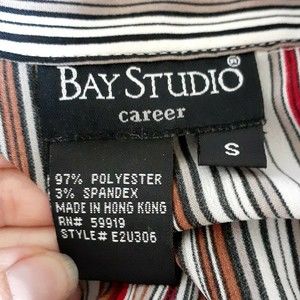 BAY STUDIO
career
S
97% POLYESTER
3% SPANDEX
MADE IN HONG KONG
RN# 59919
STYLE# E2U306